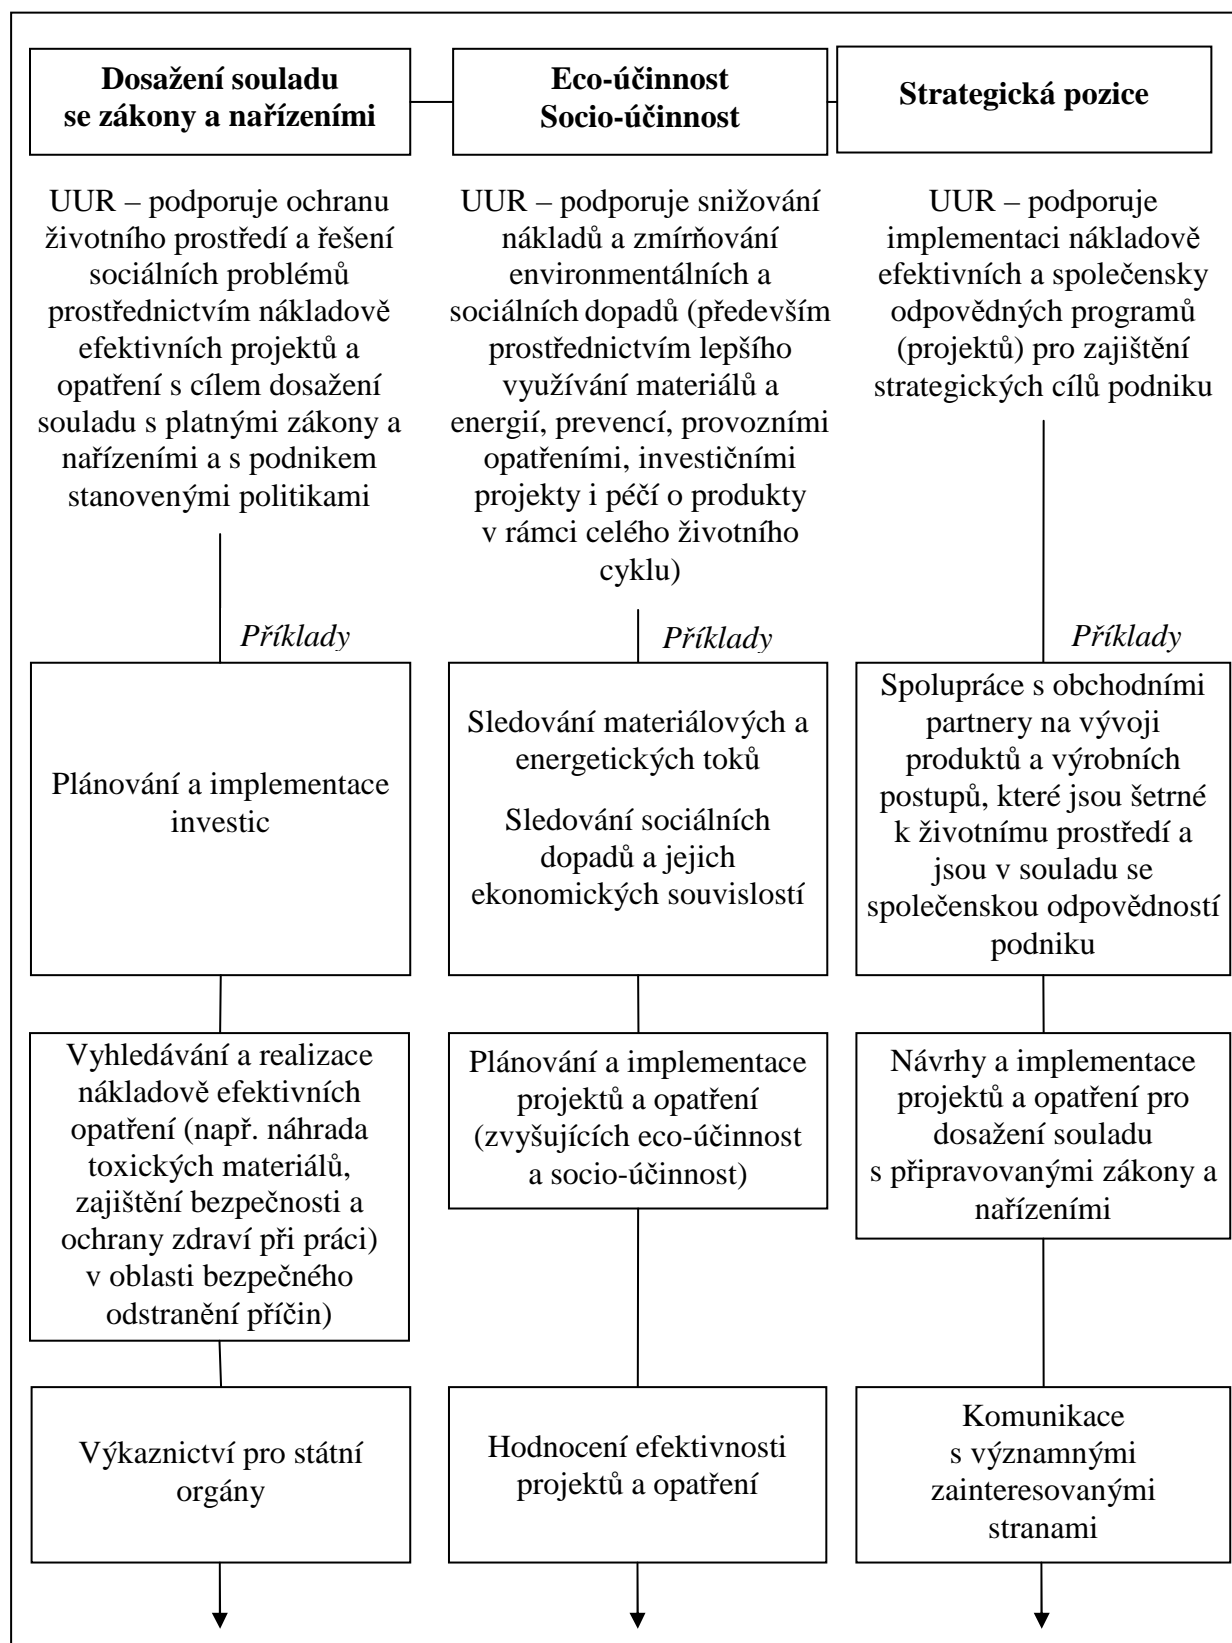 Dosažení souladu
se zákony a nařízeními
Eco-účinnost
Socio-účinnost
Strategická pozice
UUR – podporuje ochranu
životního prostředí a řešení
sociálních problémů
prostřednictvím nákladově
efektivních projektů a
opatření s cílem dosažení
souladu s platnými zákony a
nařízeními a s podnikem
stanovenými politikami
UUR – podporuje snižování
nákladů a zmírňování
environmentálních a
sociálních dopadů (především
prostřednictvím lepšího
využívání materiálů a
energií, prevencí, provozními
opatřeními, investičními
projekty i péčí o produkty
v rámci celého životního
cyklu)
UUR – podporuje
implementaci nákladově
efektivních a společensky
odpovědných programů
(projektů) pro zajištění
strategických cílů podniku
Příklady
Příklady
Příklady
Plánování a implementace
investic
Sledování materiálových a
energetických toků
Sledování sociálních
dopadů a jejich
ekonomických souvislostí
Spolupráce s obchodními
partnery na vývoji
produktů a výrobních
postupů, které jsou šetrné
k životnímu prostředí a
jsou v souladu se
společenskou odpovědností
podniku
Vyhledávání a realizace
nákladově efektivních
opatření (např. náhrada
toxických materiálů,
zajištění bezpečnosti a
ochrany zdraví při práci)
v oblasti bezpečného
odstranění příčin)
Plánování a implementace
projektů a opatření
(zvyšujících eco-účinnost
a socio-účinnost)
Návrhy a implementace
projektů a opatření pro
dosažení souladu
s připravovanými zákony a
nařízeními
Výkaznictví pro státní
orgány
Hodnocení efektivnosti
projektů a opatření
Komunikace
s významnými
zainteresovanými
stranami